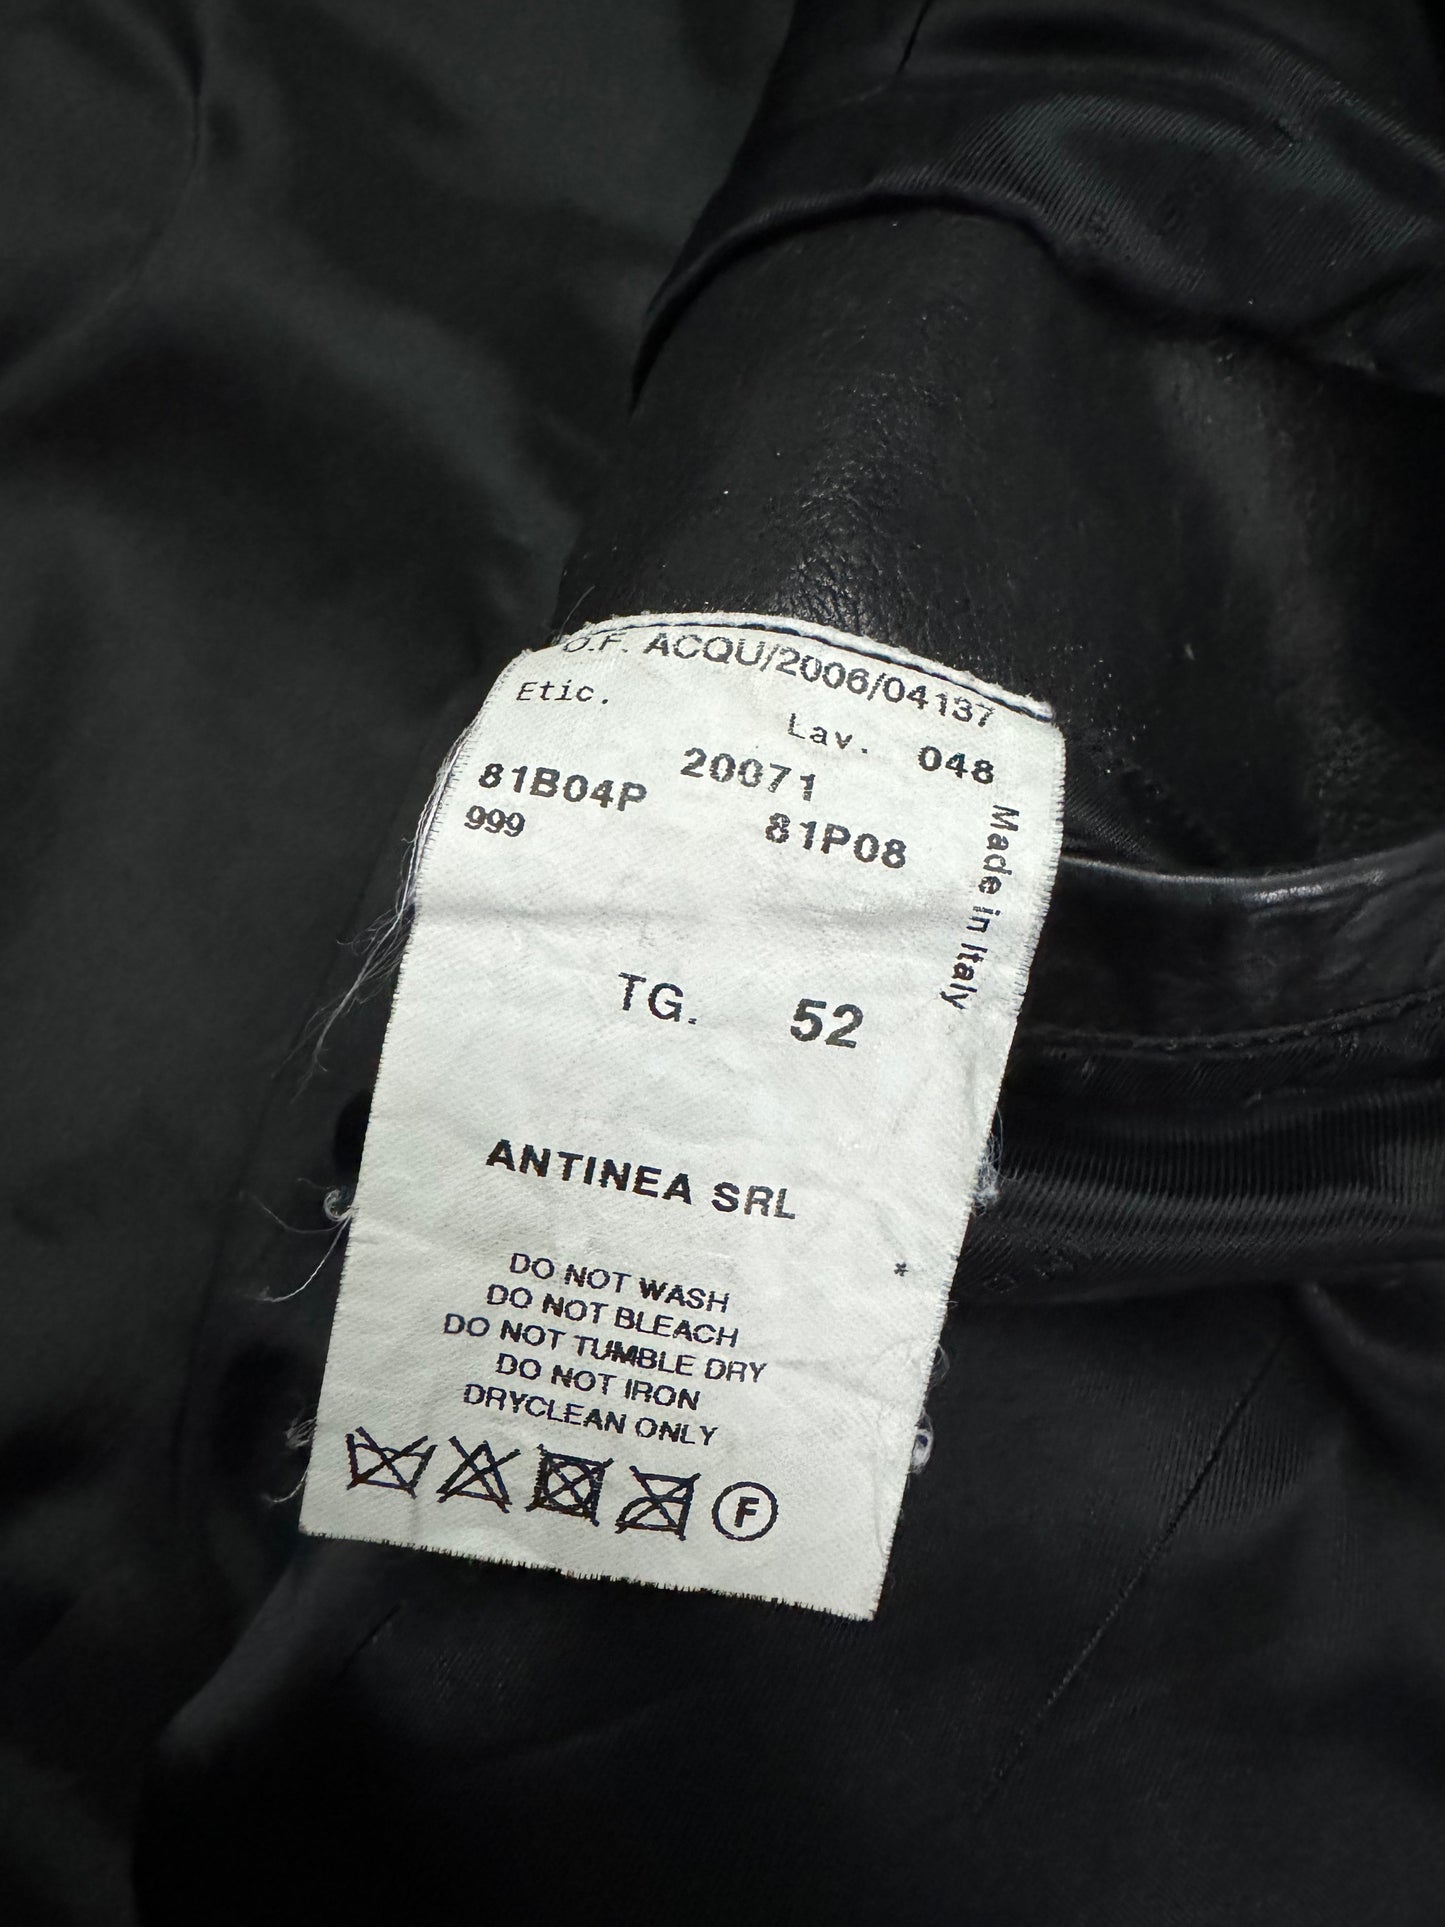 O.F. ACQU/2006/04137
Etic.
Lav. 048
81B04P 20071
999 81P08
Made in Italy
TG. 52
ANTINEA SRL
*
DO NOT WASH
DO NOT BLEACH
DO NOT TUMBLE DRY
DO NOT IRON
DRYCLEAN ONLY
F